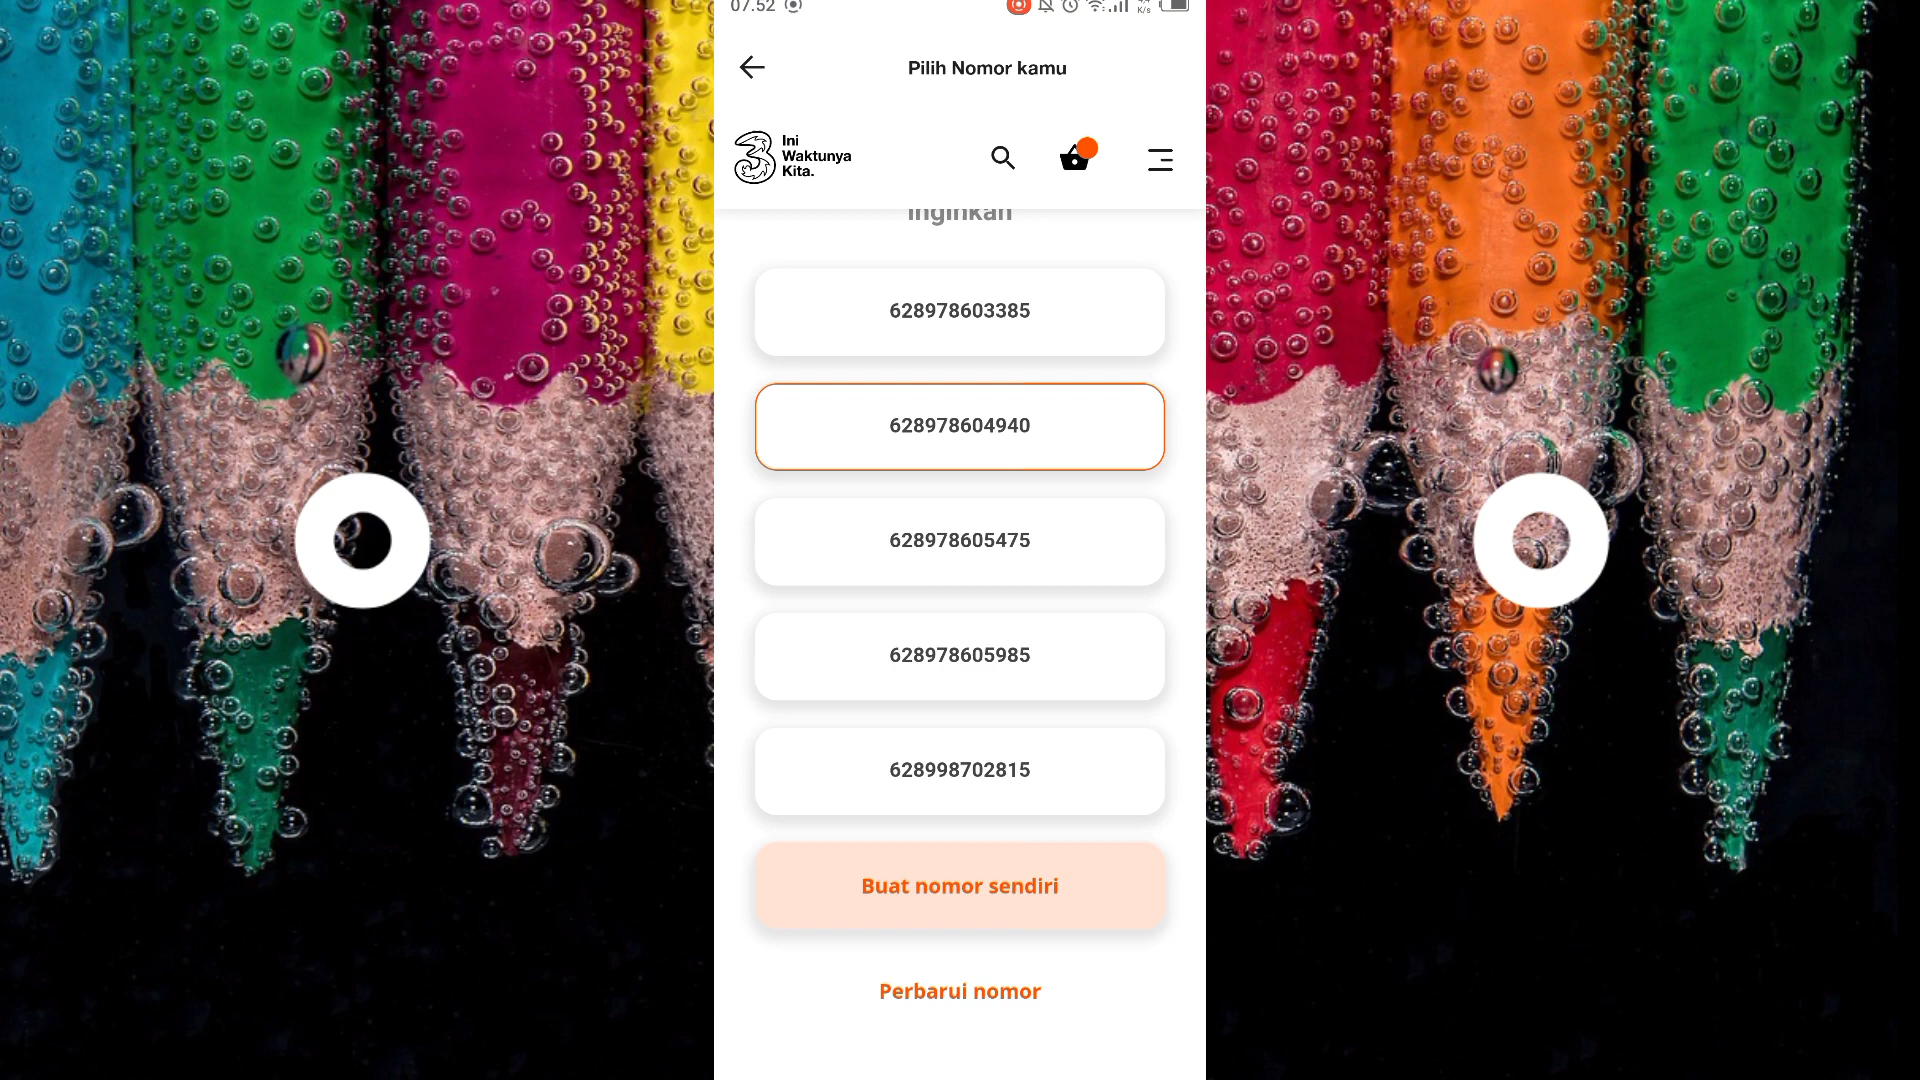 07.52
K/s
Pilih Nomor kamu
3
Ini
Waktunya
Kita.
inginkan
628978603385
628978604940
628978605475
628978605985
628998702815
Buat nomor sendiri
Perbarui nomor